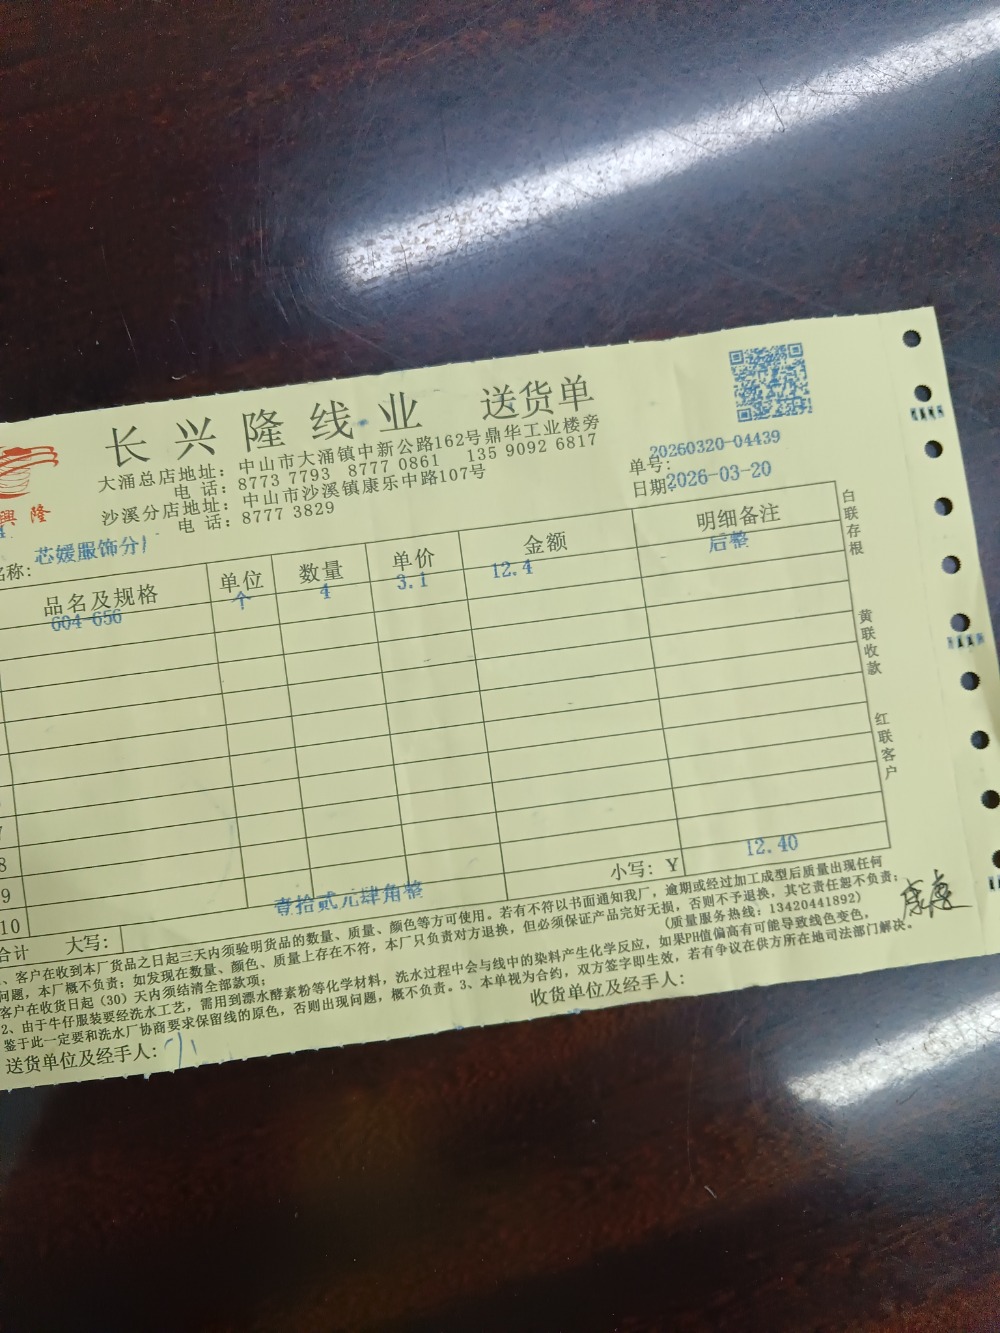 长兴隆线业 送货单
興隆
大涌总店地址：中山市大涌镇中新公路162号鼎华工业楼旁
电 话：8773 7793 8777 0861 135 9092 6817
沙溪分店地址：中山市沙溪镇康乐中路107号
电 话：8777 3829
20260320-04439
单号：
日期：2026-03-20
名称：芯媛服饰分
品名及规格 单位 数量 单价 金额 明细备注
604-656 个 4 3.1 12.4 后整
7
8
9
10
合计 大写：壹拾贰元肆角整 小写：¥ 12.40
白联存根
黄联收款
红联客户
、客户在收到本厂货品之日起三天内须验明货品的数量、质量、颜色等方可使用。若有不符以书面通知我厂，逾期或经过加工成型后质量出现任何
问题，本厂概不负责；如发现在数量、颜色、质量上存在不符，本厂只负责对方退换，但必须保证产品完好无损，否则不予退换，其它责任恕不负责；
客户在收货日起（30）天内须结清全部款项；（质量服务热线：13420441892）
2、由于牛仔服装要经洗水工艺，需用到漂水酵素粉等化学材料，洗水过程中会与线中的染料产生化学反应，如果PH值偏高有可能导致线色变色，
鉴于此一定要和洗水厂协商要求保留线的原色，否则出现问题，概不负责。3、本单视为合约，双方签字即生效，若有争议在供方所在地司法部门解决。
送货单位及经手人： 收货单位及经手人：